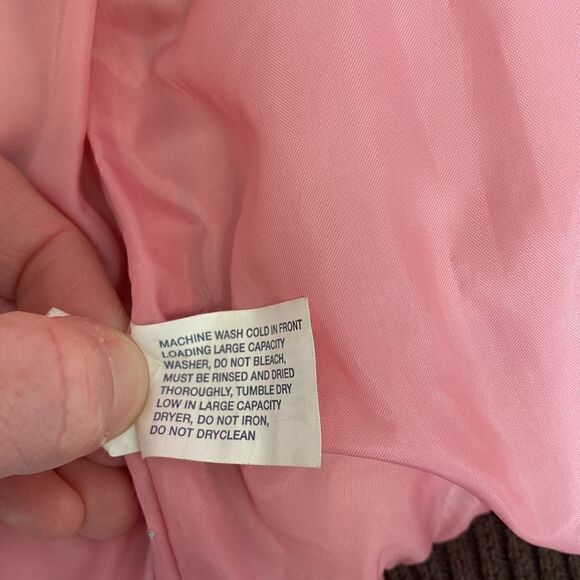 MACHINE WASH COLD IN FRONT
LOADING LARGE CAPACITY
WASHER, DO NOT BLEACH,
MUST BE RINSED AND DRIED
THOROUGHLY, TUMBLE DRY
LOW IN LARGE CAPACITY
DRYER, DO NOT IRON,
DO NOT DRYCLEAN